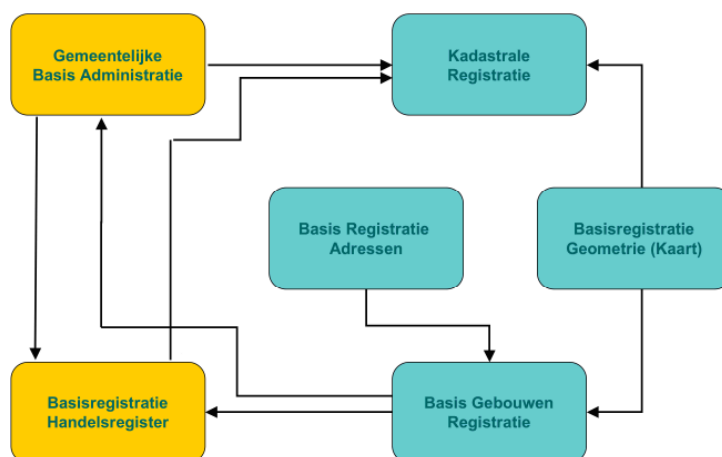 Gemeentelijke
Basis Administratie
Kadastrale
Registratie
Basis Registratie
Adressen
Basisregistratie
Geometrie (Kaart)
Basisregistratie
Handelsregister
Basis Gebouwen
Registratie